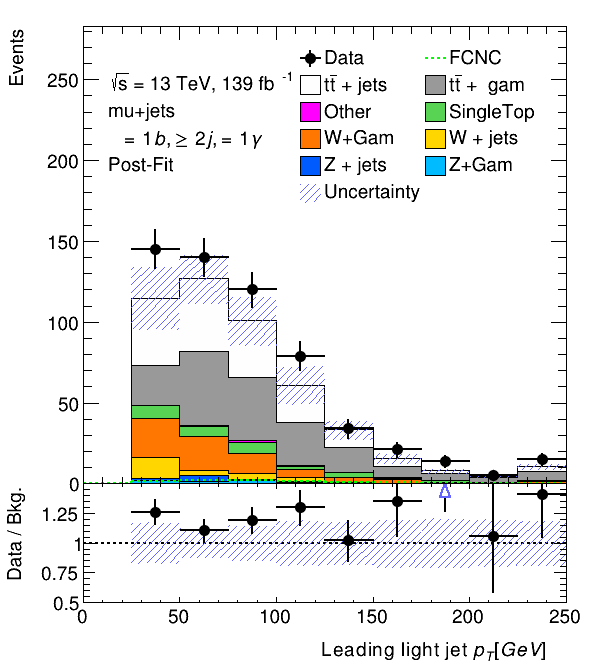 Events
250
200
150
100
50
0
√s = 13 TeV, 139 fb⁻¹
mu+jets
= 1b, ≥ 2j, = 1γ
Post-Fit
Data
FCNC
tt̄ + jets
tt̄ + gam
Other
SingleTop
W+Gam
W + jets
Z + jets
Z+Gam
Uncertainty
Data / Bkg.
1.25
1
0.75
0.5
0 50 100 150 200 250
Leading light jet p_T[GeV]